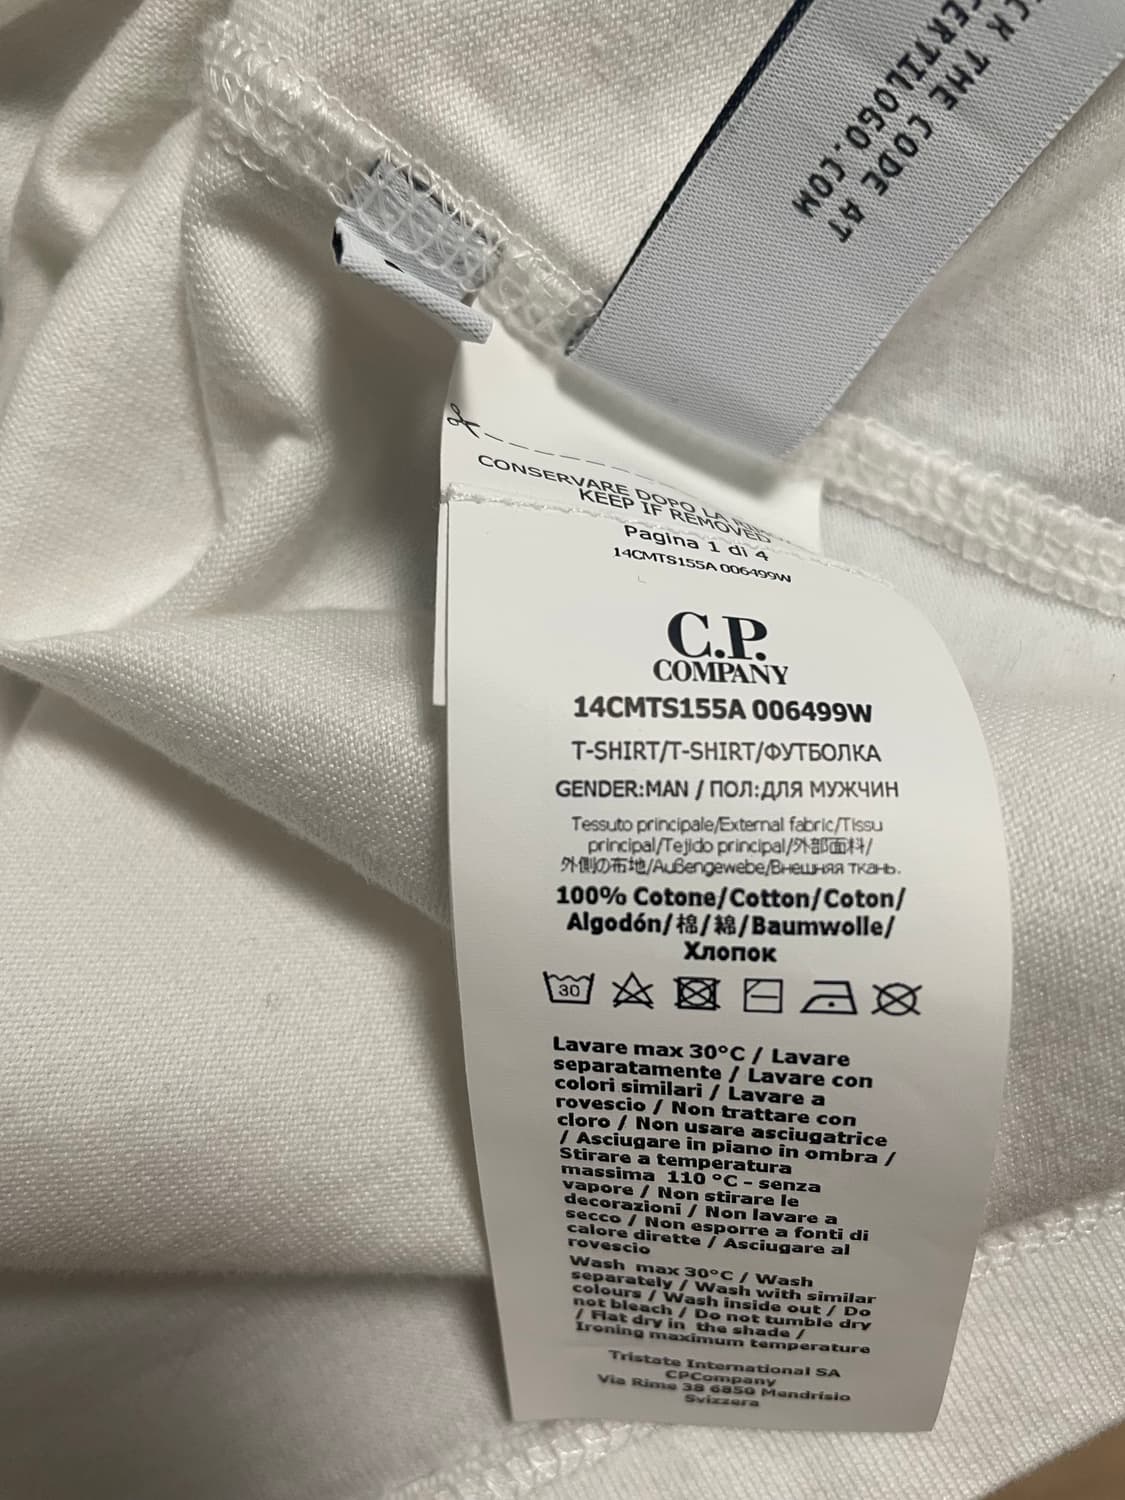 CK THE CODE AT
CERTILOGO.COM
CONSERVARE DOPO LA
KEEP IF REMOVED
Pagina 1 di 4
14CMTS155A 006499W
C.P.
COMPANY
14CMTS155A 006499W
T-SHIRT/T-SHIRT/ФУТБОЛКА
GENDER:MAN / ПОЛ:ДЛЯ МУЖЧИН
Tessuto principale/External fabric/Tissu
principal/Tejido principal/外部面料/
外側の布地/Außengewebe/Внешняя ткань.
100% Cotone/Cotton/Coton/
Algodón/棉/綿/Baumwolle/
Хлопок
30
Lavare max 30°C / Lavare
separatamente / Lavare con
colori similari / Lavare a
rovescio / Non trattare con
cloro / Non usare asciugatrice
/ Asciugare in piano in ombra /
Stirare a temperatura
massima 110 °C - senza
vapore / Non stirare le
decorazioni / Non lavare a
secco / Non esporre a fonti di
calore dirette / Asciugare al
rovescio
Wash max 30°C / Wash
separately / Wash with similar
colours / Wash inside out / Do
not bleach / Do not tumble dry
/ Flat dry in the shade /
Ironing maximum temperature
Tristate International SA
CPCompany
Via Rime 38 6850 Mendrisio
Svizzera